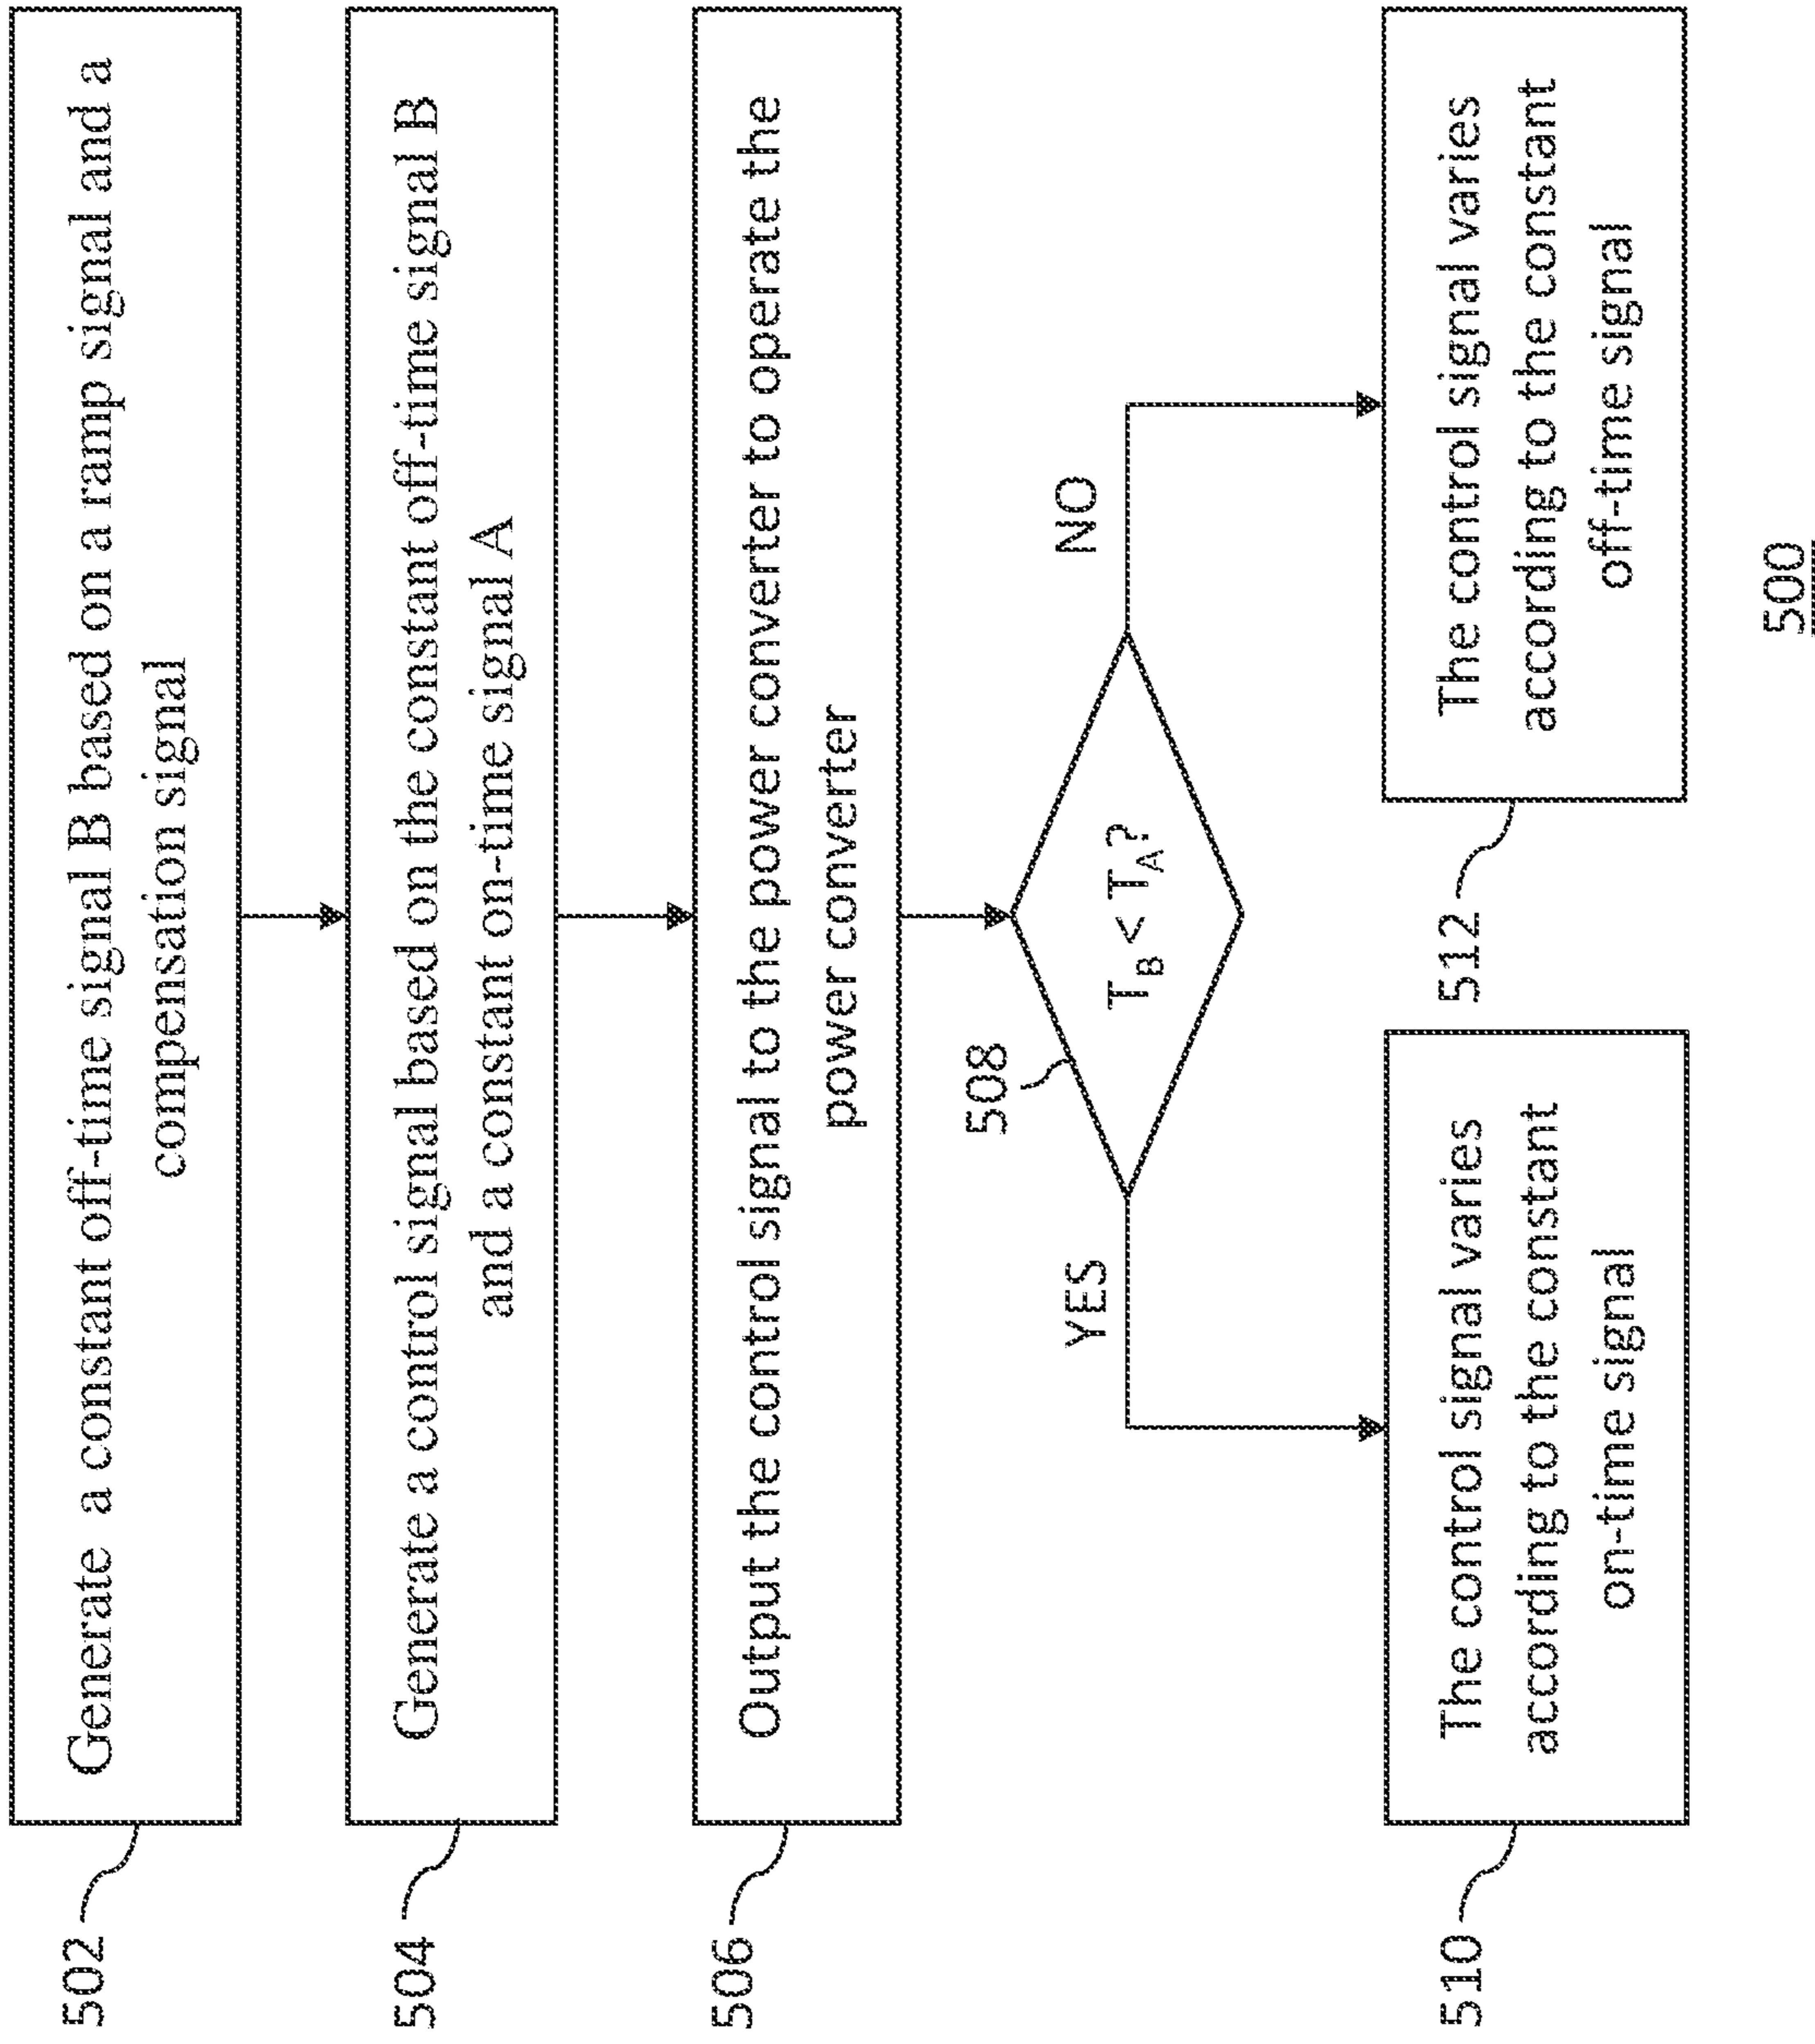 502
Generate a constant off-time signal B based on a ramp signal and a
compensation signal
504
Generate a control signal based on the constant off-time signal B
and a constant on-time signal A
506
Output the control signal to the power converter to operate the
power converter
508
T_B < T_A?
YES
NO
510
The control signal varies
according to the constant
on-time signal
512
The control signal varies
according to the constant
off-time signal
500